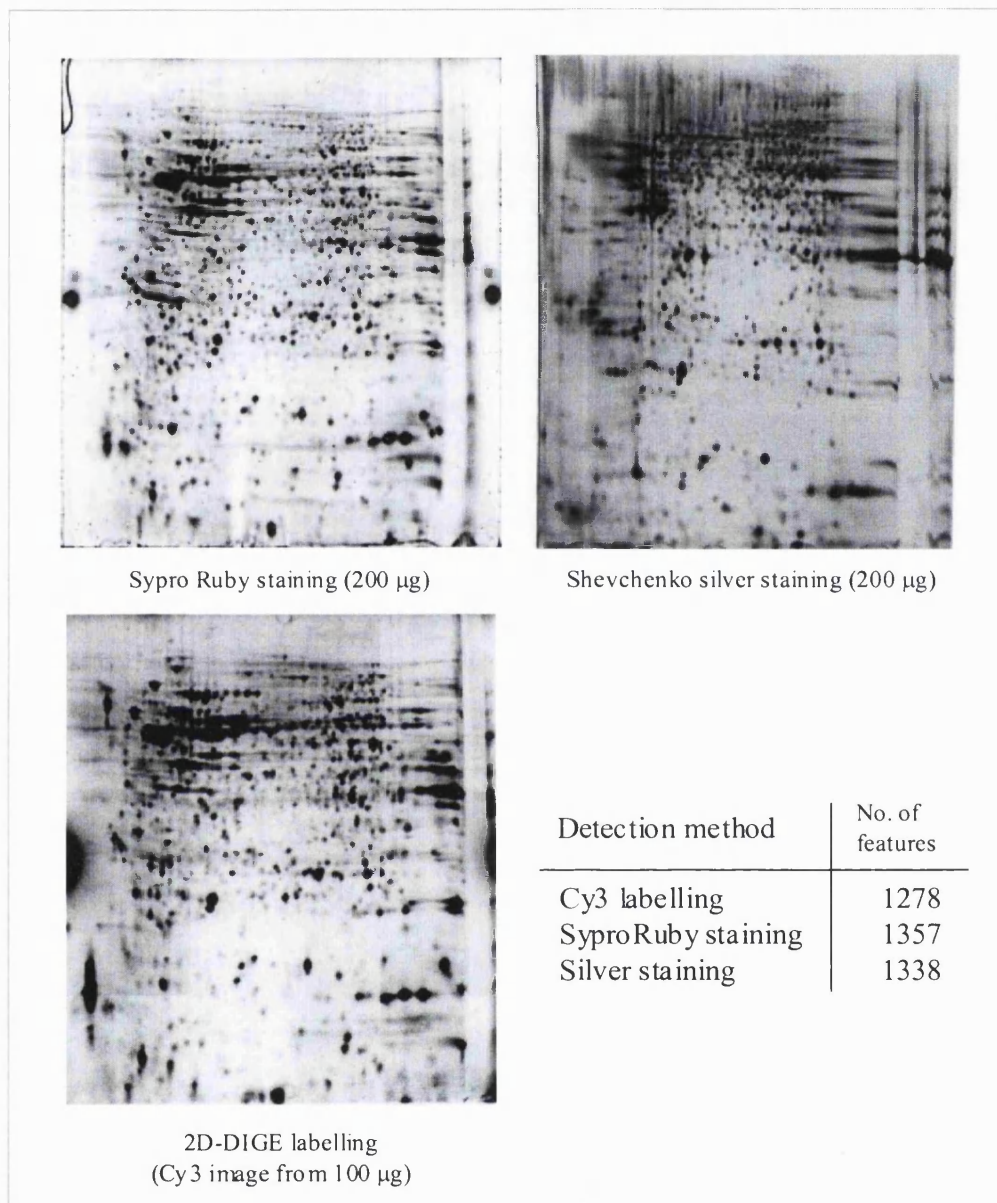 Sypro Ruby staining (200 µg)
Shevchenko silver staining (200 µg)
2D-DIGE labelling
(Cy3 image from 100 µg)
Detection method
No. of
features
Cy3 labelling 1278
SyproRuby staining 1357
Silver staining 1338